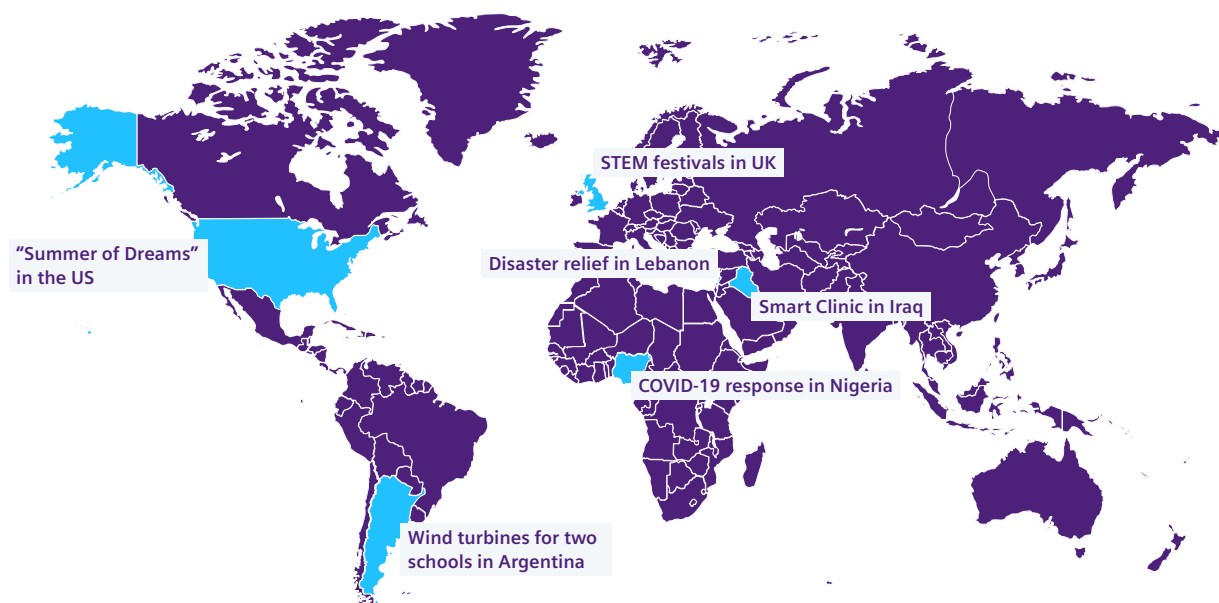 STEM festivals in UK
“Summer of Dreams”
in the US
Disaster relief in Lebanon
Smart Clinic in Iraq
COVID-19 response in Nigeria
Wind turbines for two
schools in Argentina